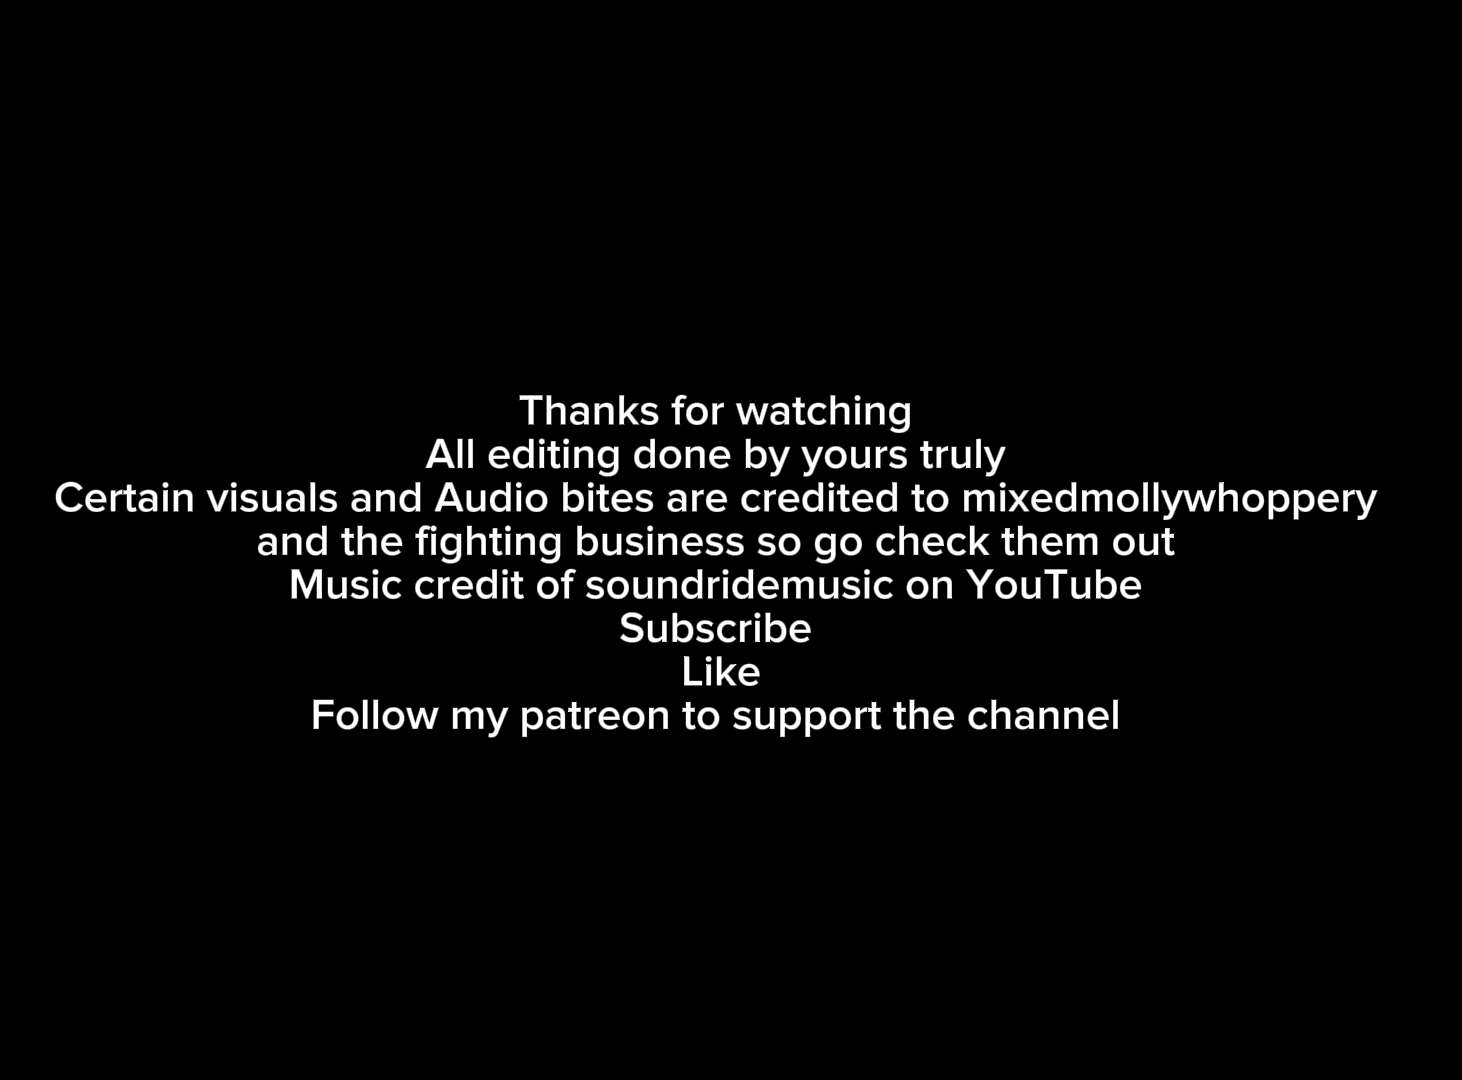 Thanks for watching
All editing done by yours truly
Certain visuals and Audio bites are credited to mixedmollywhoppery
and the fighting business so go check them out
Music credit of soundridemusic on YouTube
Subscribe
Like
Follow my patreon to support the channel